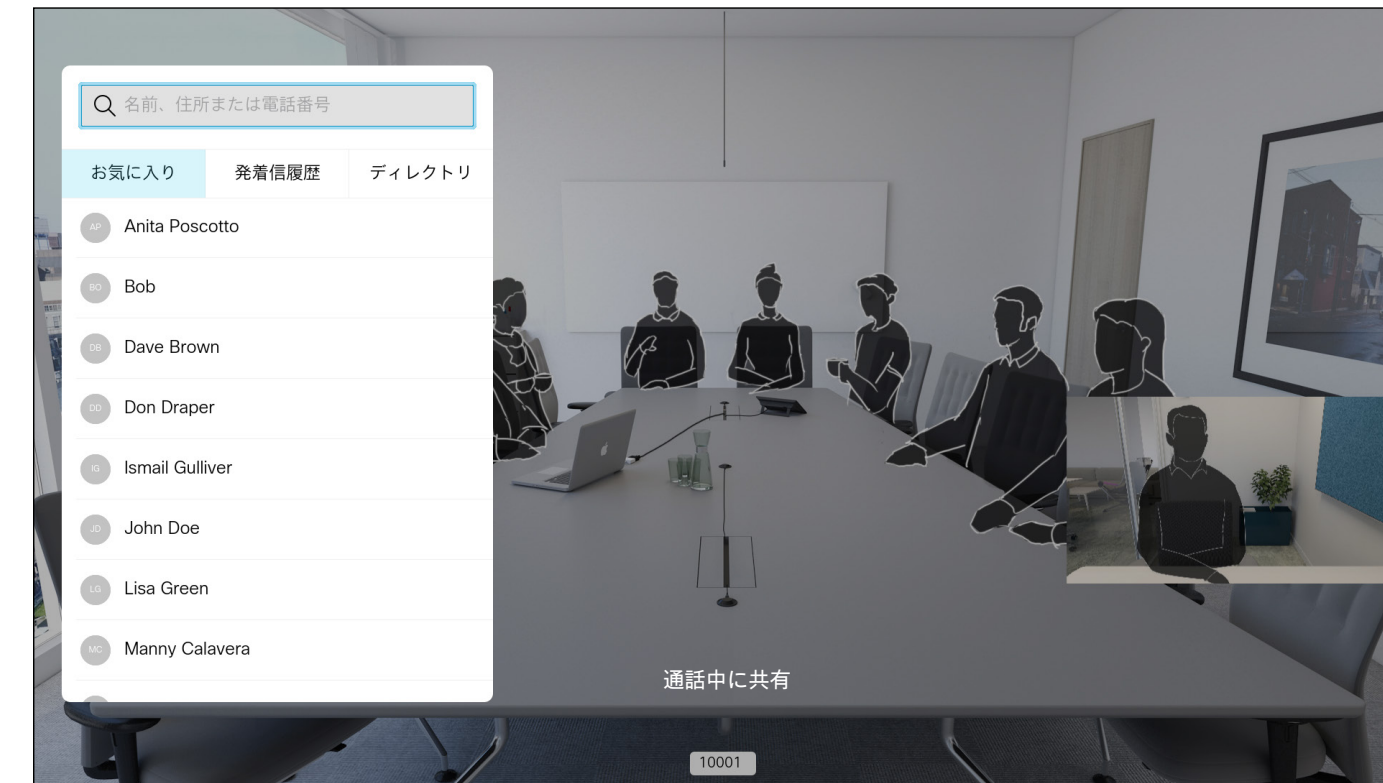 名前、住所または電話番号
お気に入り 発着信履歴 ディレクトリ
AP Anita Poscotto
BO Bob
DB Dave Brown
DD Don Draper
IG Ismail Gulliver
JD John Doe
LG Lisa Green
MC Manny Calavera
通話中に共有
10001